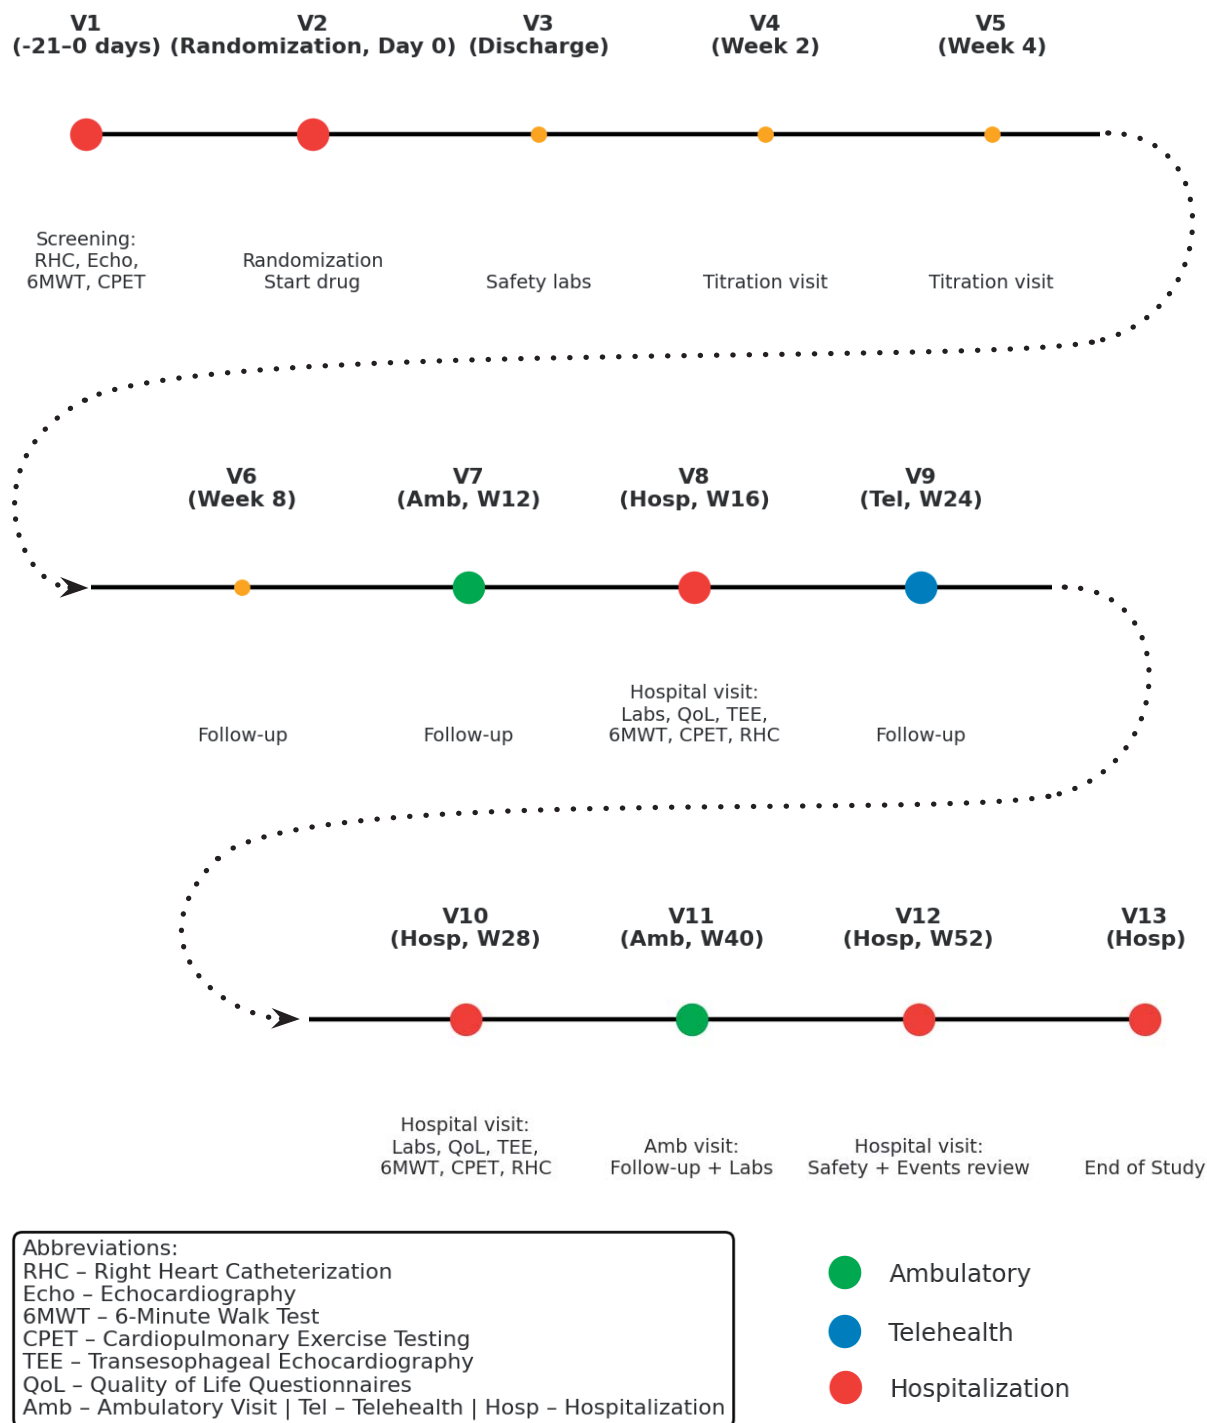 V1
(-21–0 days)
V2
(Randomization, Day 0)
V3
(Discharge)
V4
(Week 2)
V5
(Week 4)
Screening:
RHC, Echo,
6MWT, CPET
Randomization
Start drug
Safety labs
Titration visit
Titration visit
V6
(Week 8)
V7
(Amb, W12)
V8
(Hosp, W16)
V9
(Tel, W24)
Follow-up
Follow-up
Hospital visit:
Labs, QoL, TEE,
6MWT, CPET, RHC
Follow-up
V10
(Hosp, W28)
V11
(Amb, W40)
V12
(Hosp, W52)
V13
(Hosp)
Hospital visit:
Labs, QoL, TEE,
6MWT, CPET, RHC
Amb visit:
Follow-up + Labs
Hospital visit:
Safety + Events review
End of Study
Abbreviations:
RHC – Right Heart Catheterization
Echo – Echocardiography
6MWT – 6-Minute Walk Test
CPET – Cardiopulmonary Exercise Testing
TEE – Transesophageal Echocardiography
QoL – Quality of Life Questionnaires
Amb – Ambulatory Visit | Tel – Telehealth | Hosp – Hospitalization
Ambulatory
Telehealth
Hospitalization